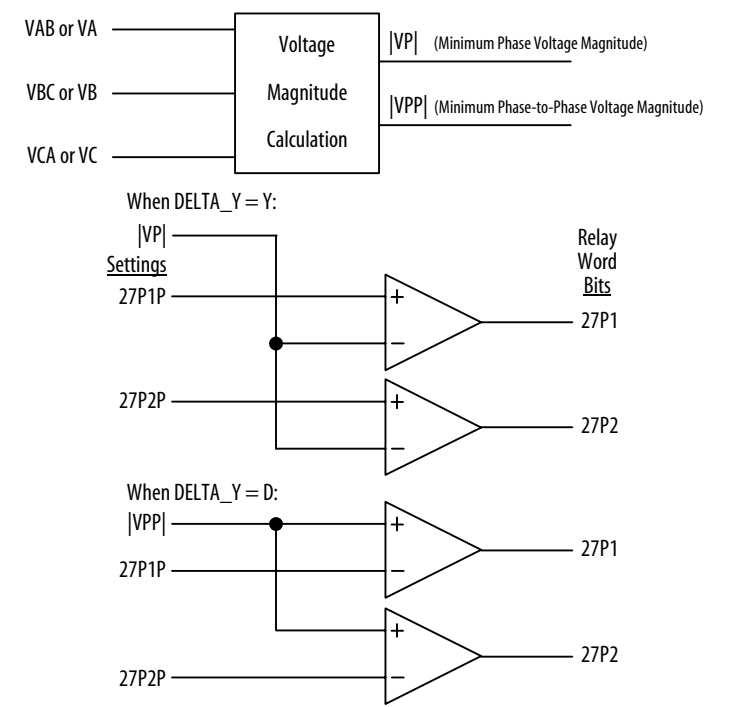 VAB or VA
VBC or VB
VCA or VC
Voltage
Magnitude
Calculation
|VP| (Minimum Phase Voltage Magnitude)
|VPP| (Minimum Phase-to-Phase Voltage Magnitude)
When DELTA_Y = Y:
|VP|
Settings
Relay
Word
Bits
27P1P
+
−
27P1
27P2P
+
−
27P2
When DELTA_Y = D:
|VPP|
+
27P1P
−
27P1
+
27P2P
−
27P2